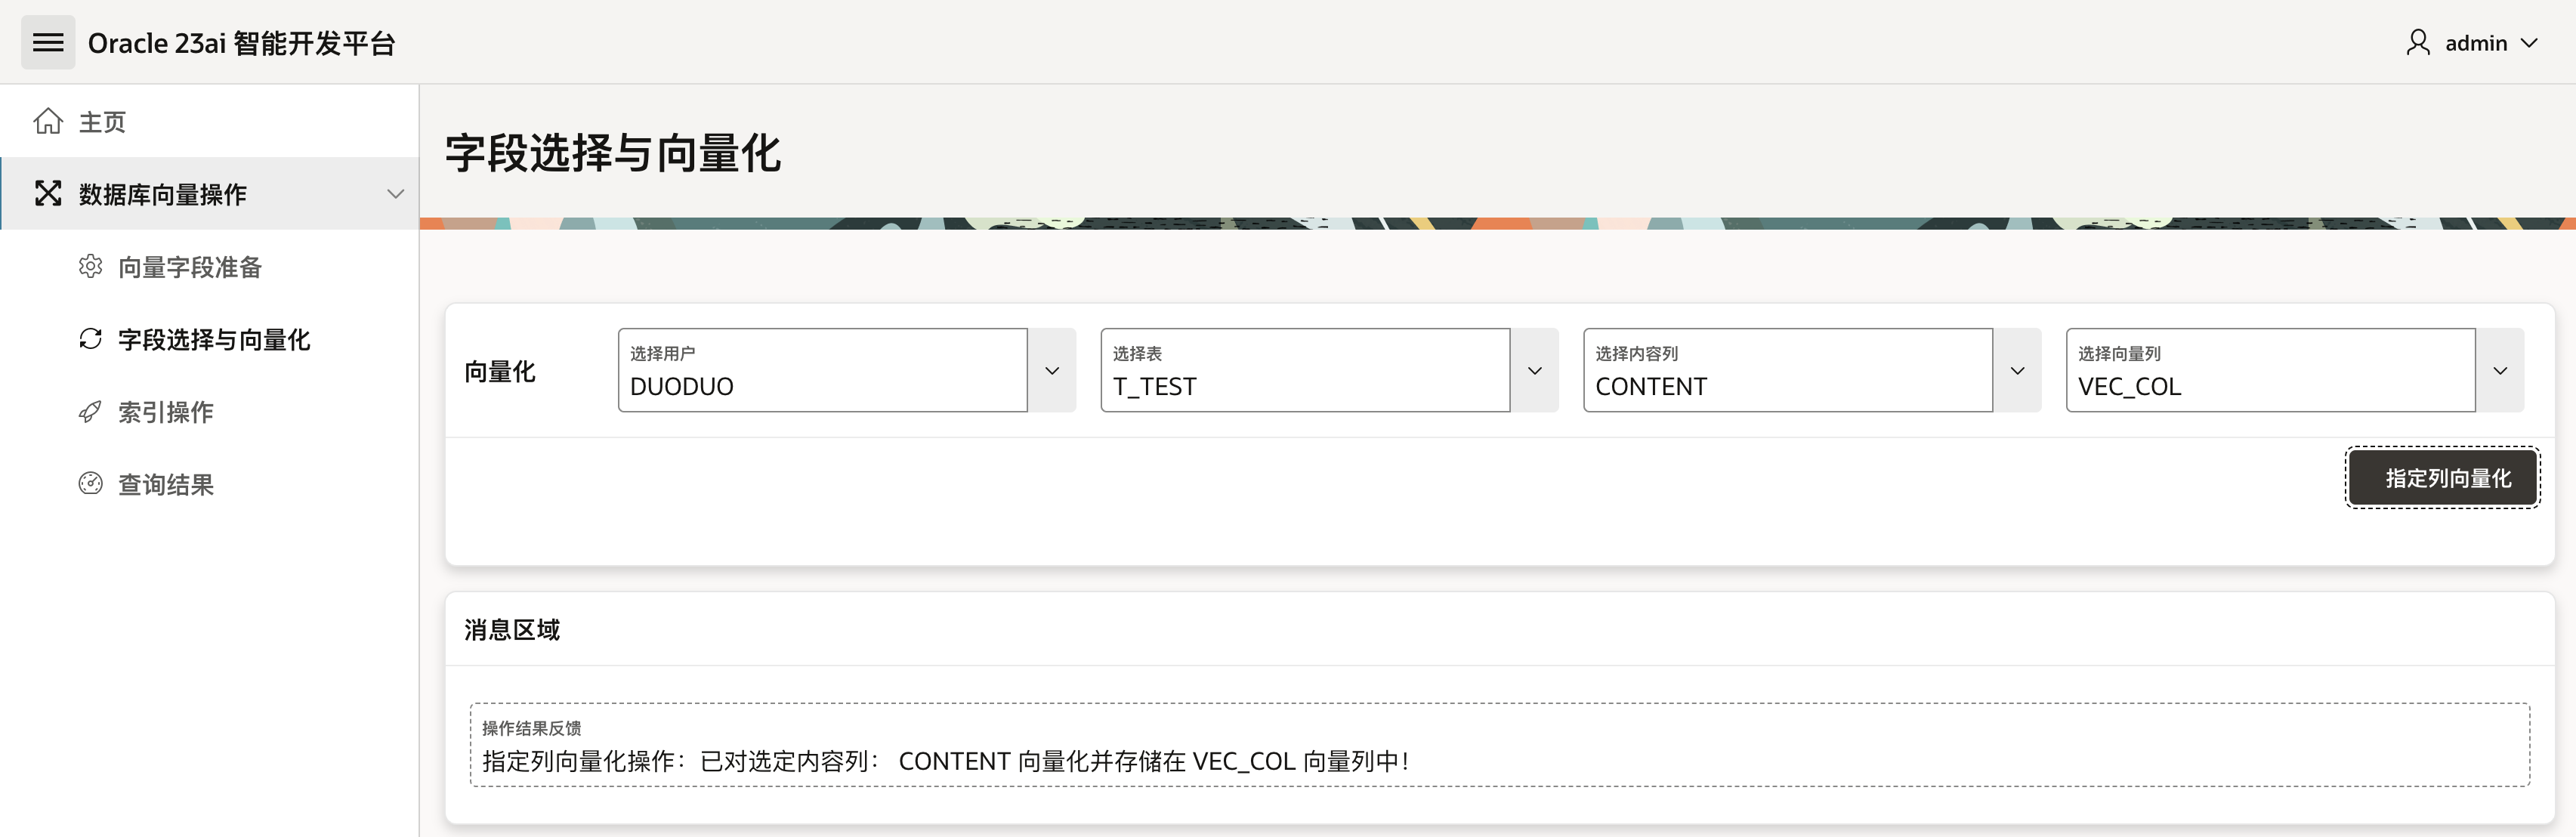 Oracle 23ai 智能开发平台
admin
主页
数据库向量操作
向量字段准备
字段选择与向量化
索引操作
查询结果
字段选择与向量化
向量化
选择用户
DUODUO
选择表
T_TEST
选择内容列
CONTENT
选择向量列
VEC_COL
指定列向量化
消息区域
操作结果反馈
指定列向量化操作：已对选定内容列： CONTENT 向量化并存储在 VEC_COL 向量列中！